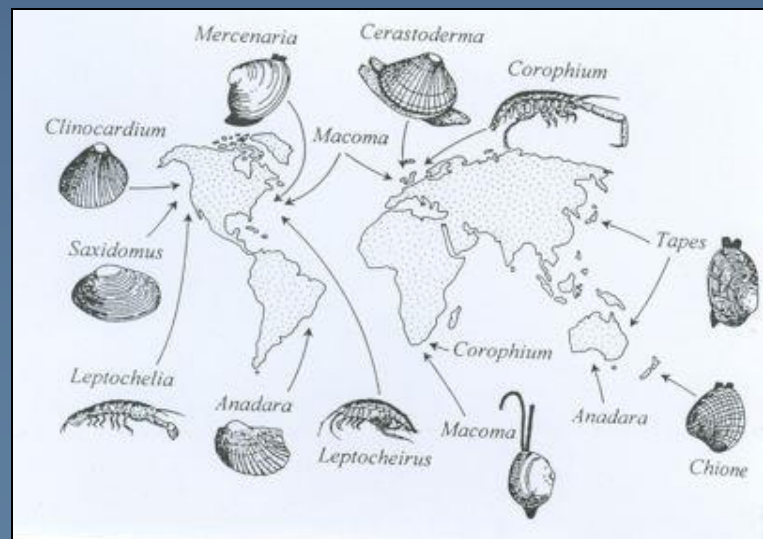 Mercenaria
Cerastoderma
Corophium
Clinocardium
Macoma
Saxidomus
Tapes
Leptochelia
Anadara
Leptocheirus
Corophium
Macoma
Anadara
Chione